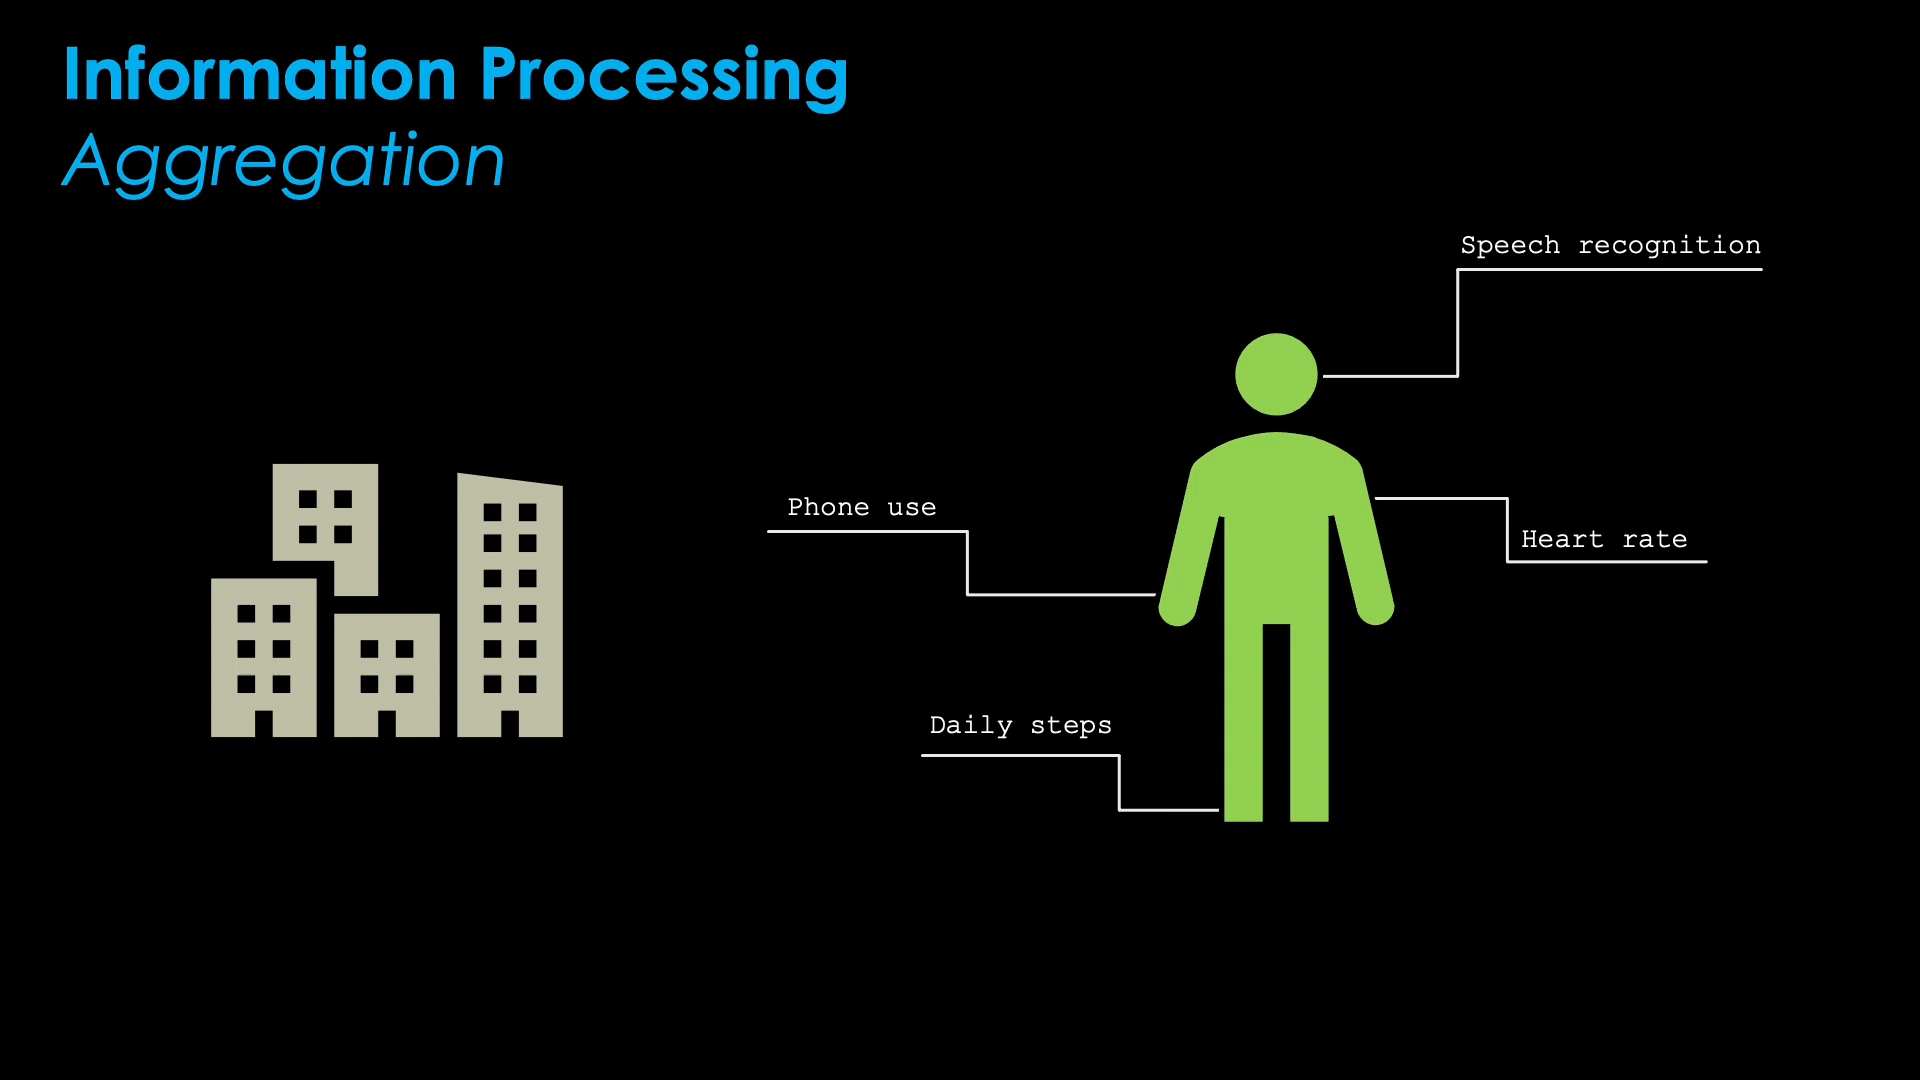 Information Processing
Aggregation
Speech recognition
Phone use
Heart rate
Daily steps